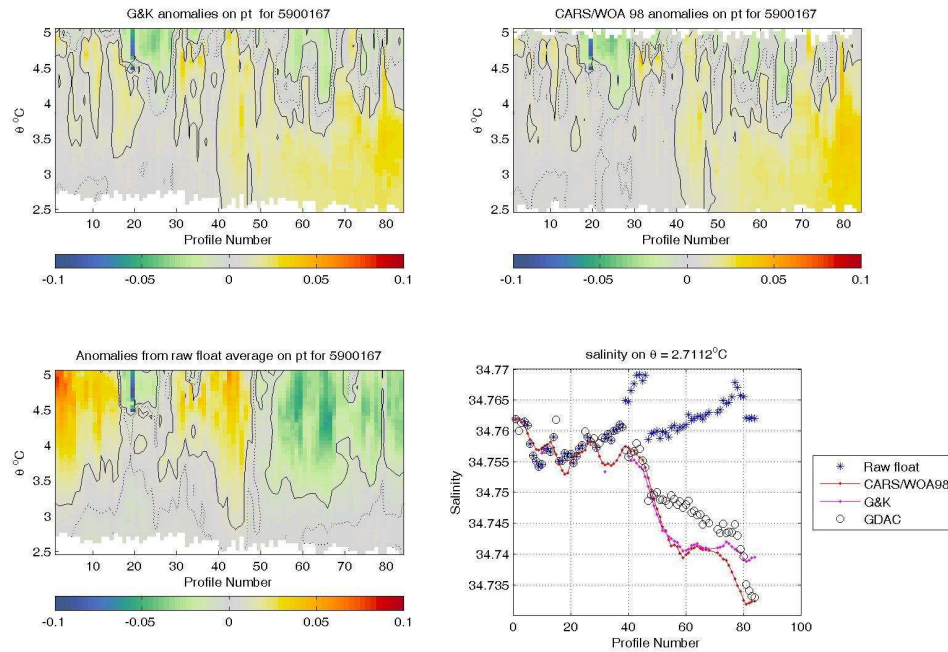 G&K anomalies on pt for 5900167
5
4.5
4
3.5
3
2.5
θ °C
10 20 30 40 50 60 70 80
Profile Number
-0.1 -0.05 0 0.05 0.1
CARS/WOA 98 anomalies on pt for 5900167
5
4.5
4
3.5
3
2.5
θ °C
10 20 30 40 50 60 70 80
Profile Number
-0.1 -0.05 0 0.05 0.1
Anomalies from raw float average on pt for 5900167
5
4.5
4
3.5
3
2.5
θ °C
10 20 30 40 50 60 70 80
Profile Number
-0.1 -0.05 0 0.05 0.1
salinity on θ = 2.7112°C
34.77
34.765
34.76
34.755
34.75
34.745
34.74
34.735
Salinity
0 20 40 60 80 100
Profile Number
Raw float
CARS/WOA98
G&K
GDAC